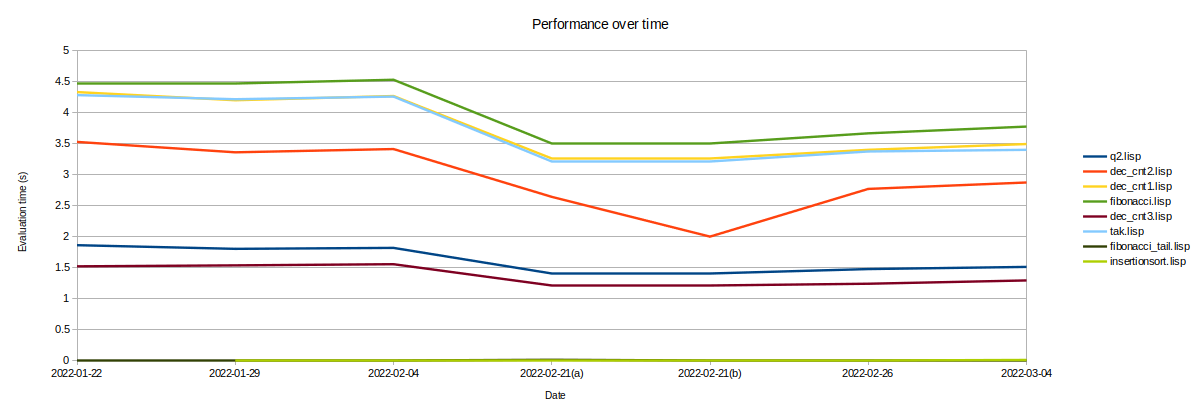 Performance over time
5
4.5
4
3.5
3
2.5
2
1.5
1
0.5
0
Evaluation time (s)
2022-01-22
2022-01-29
2022-02-04
2022-02-21(a)
2022-02-21(b)
2022-02-26
2022-03-04
Date
q2.lisp
dec_cnt2.lisp
dec_cnt1.lisp
fibonacci.lisp
dec_cnt3.lisp
tak.lisp
fibonacci_tail.lisp
insertionsort.lisp